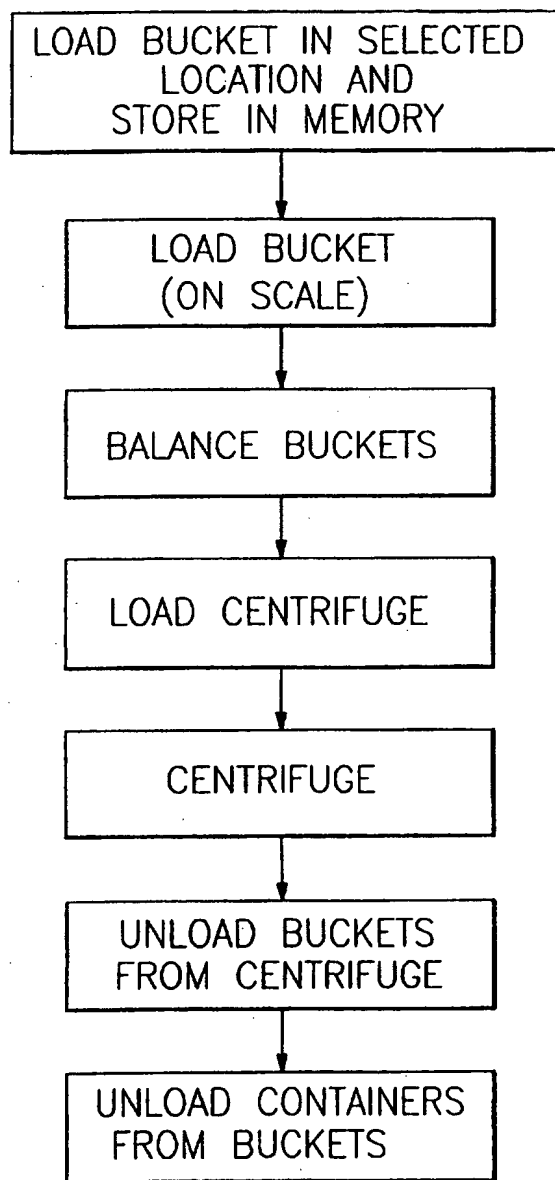 LOAD BUCKET IN SELECTED
LOCATION AND
STORE IN MEMORY
LOAD BUCKET
(ON SCALE)
BALANCE BUCKETS
LOAD CENTRIFUGE
CENTRIFUGE
UNLOAD BUCKETS
FROM CENTRIFUGE
UNLOAD CONTAINERS
FROM BUCKETS